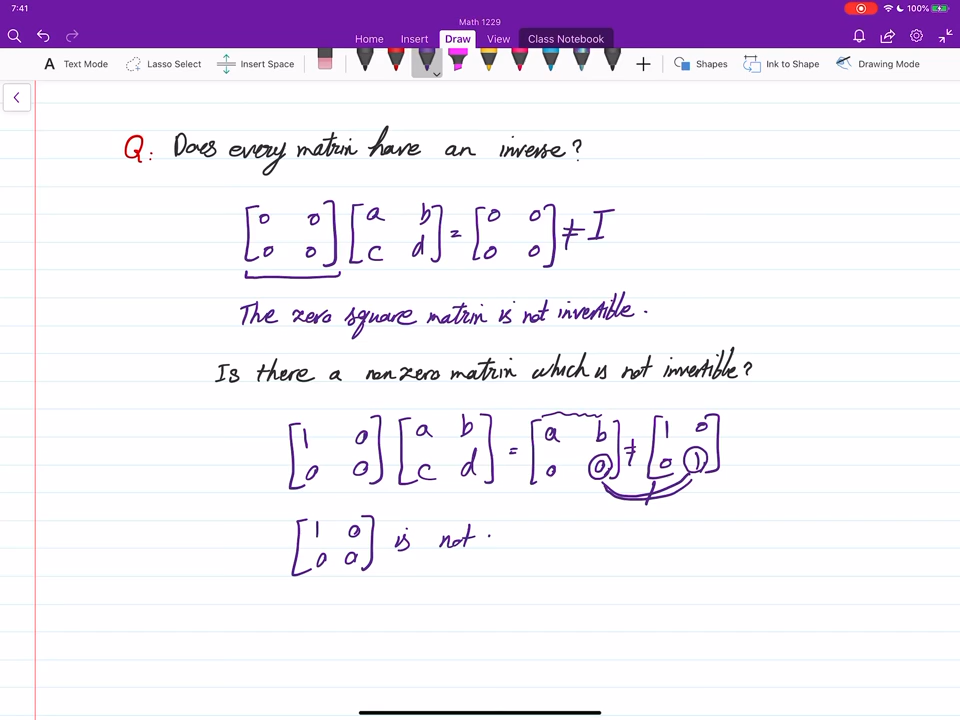 7:41
100%
Math 1229
Home Insert Draw View Class Notebook
Text Mode Lasso Select Insert Space Shapes Ink to Shape Drawing Mode
Q: Does every matrix have an inverse?
[0 0 [a b = [0 0 ≠ I
0 0] c d] 0 0]
The zero square matrix is not invertible.
Is there a nonzero matrix which is not invertible?
[1 0 [a b = [a b ≠ [1 0
0 0] c d] 0 0] 0 1]
[1 0 is not
0 0]